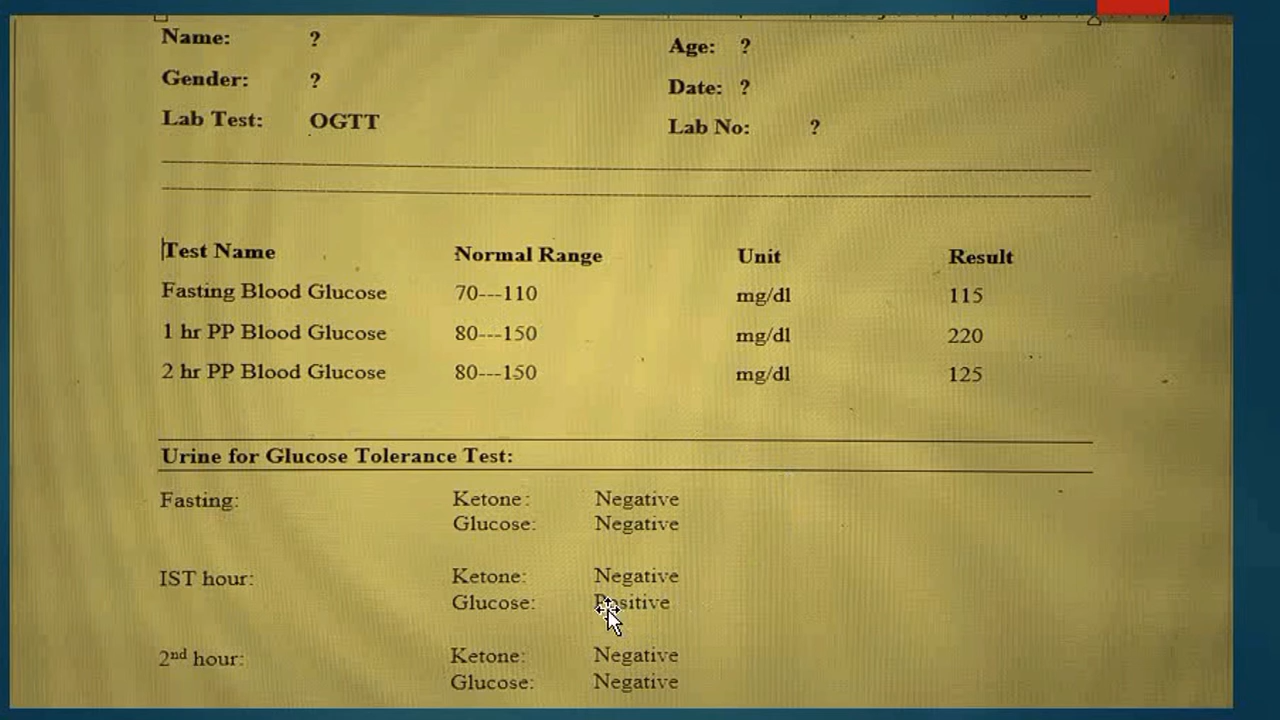 Name: ? Age: ?
Gender: ? Date: ?
Lab Test: OGTT Lab No: ?
Test Name Normal Range Unit Result
Fasting Blood Glucose 70---110 mg/dl 115
1 hr PP Blood Glucose 80---150 mg/dl 220
2 hr PP Blood Glucose 80---150 mg/dl 125
Urine for Glucose Tolerance Test:
Fasting: Ketone: Negative
Glucose: Negative
IST hour: Ketone: Negative
Glucose: Positive
2nd hour: Ketone: Negative
Glucose: Negative